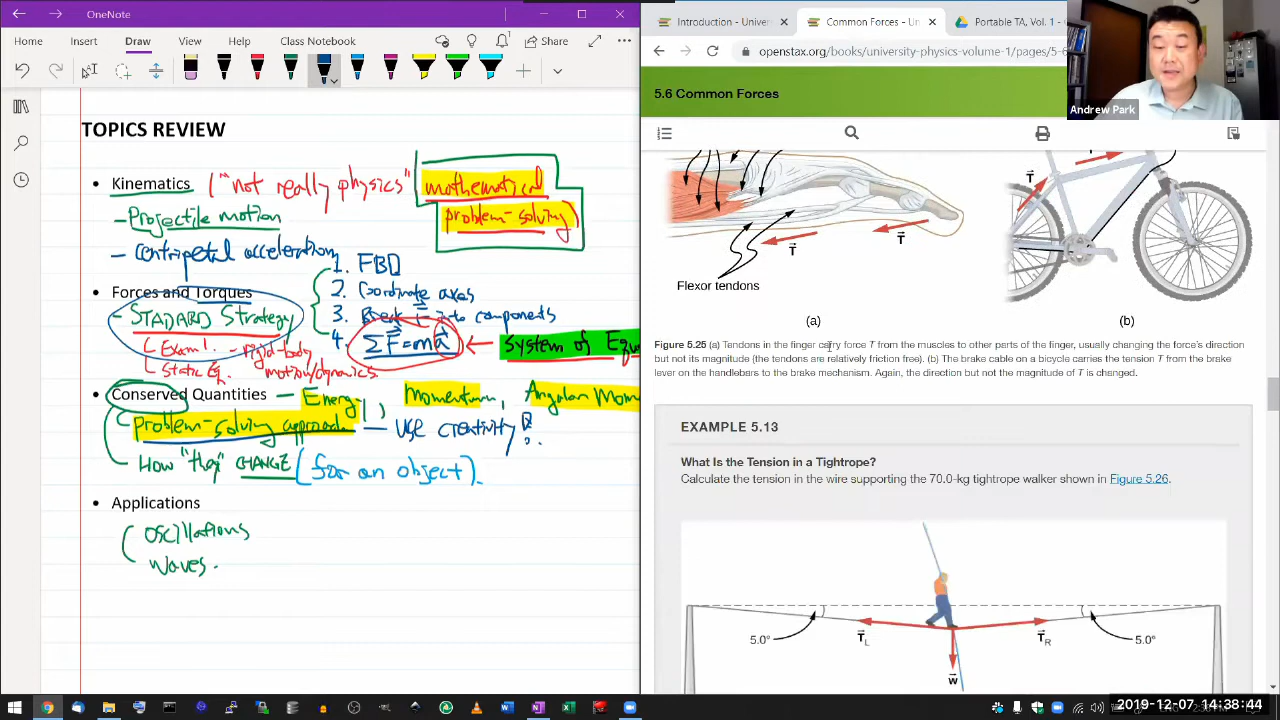 Home
Insert
Draw
View
Help
Class Notebook
Share
TOPICS REVIEW
• Kinematics ("not really physics" mathematical
problem-solving)
- Projectile motion
- Centripetal acceleration
• Forces and Torques
- STADARD Strategy
Exam! - rigid-body
motion/dynamics
Static Eq.
1. FBD
2. Coordinate axes
3. Break into components
4. ΣF = ma ← System of Equ
• Conserved Quantities - Energy, Momentum, Angular Mom
problem-solving approach - USE creativity
How "they" CHANGE (for an object).
• Applications
Oscillations
Waves.
Introduction - Univer
Common Forces - Un
Portable TA, Vol. 1 - G
openstax.org/books/university-physics-volume-1/pages/5-6
5.6 Common Forces
Andrew Park
T
T
T
T
Flexor tendons
(a)
(b)
Figure 5.25 (a) Tendons in the finger carry force T from the muscles to other parts of the finger, usually changing the force's direction
but not its magnitude (the tendons are relatively friction free). (b) The brake cable on a bicycle carries the tension T from the brake
lever on the handlebars to the brake mechanism. Again, the direction but not the magnitude of T is changed.
EXAMPLE 5.13
What Is the Tension in a Tightrope?
Calculate the tension in the wire supporting the 70.0-kg tightrope walker shown in Figure 5.26.
5.0°
T_L
T_R
5.0°
w
2019-12-07 14:38:44